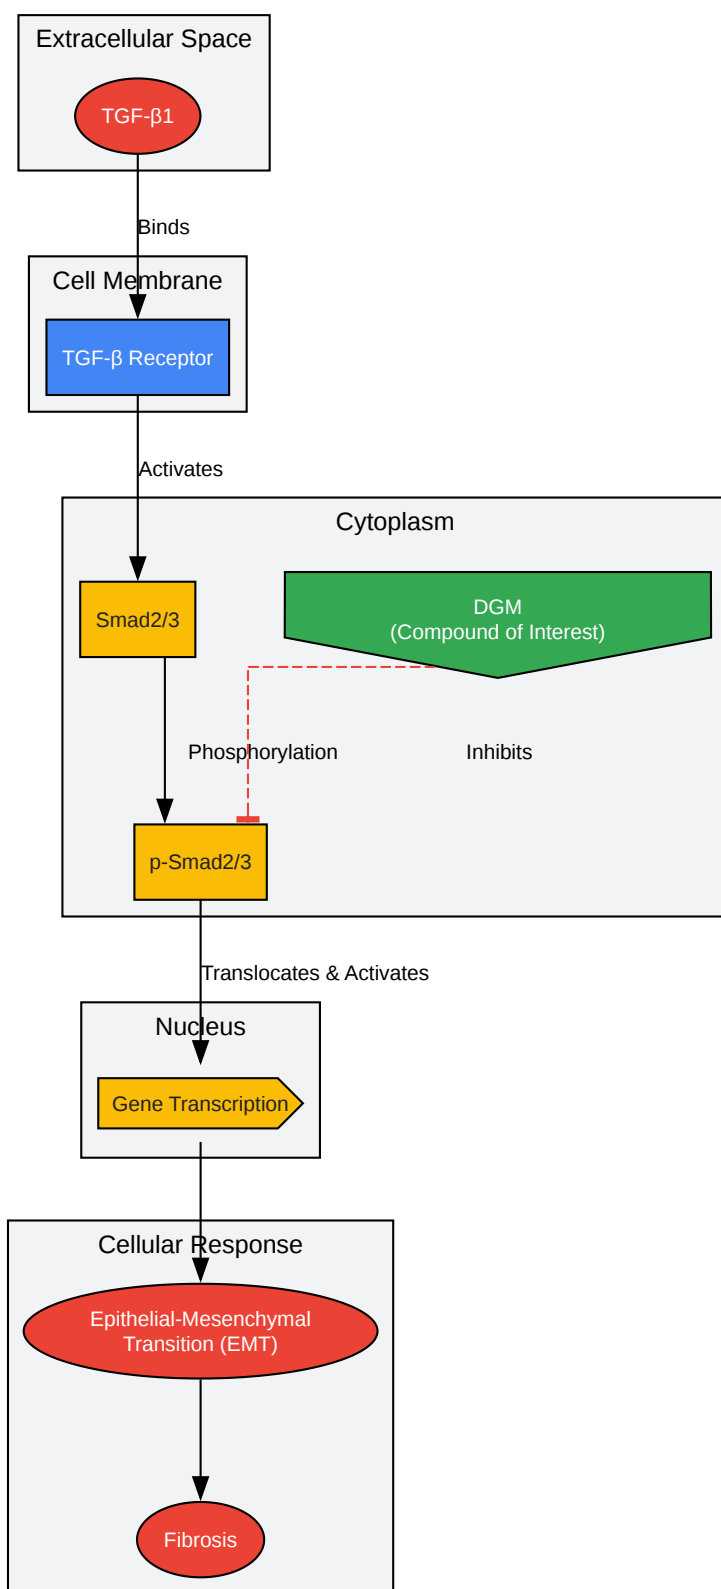 Extracellular Space
TGF-β1
Binds
Cell Membrane
TGF-β Receptor
Activates
Cytoplasm
Smad2/3
DGM
(Compound of Interest)
Phosphorylation
Inhibits
p-Smad2/3
Translocates & Activates
Nucleus
Gene Transcription
Cellular Response
Epithelial-Mesenchymal
Transition (EMT)
Fibrosis